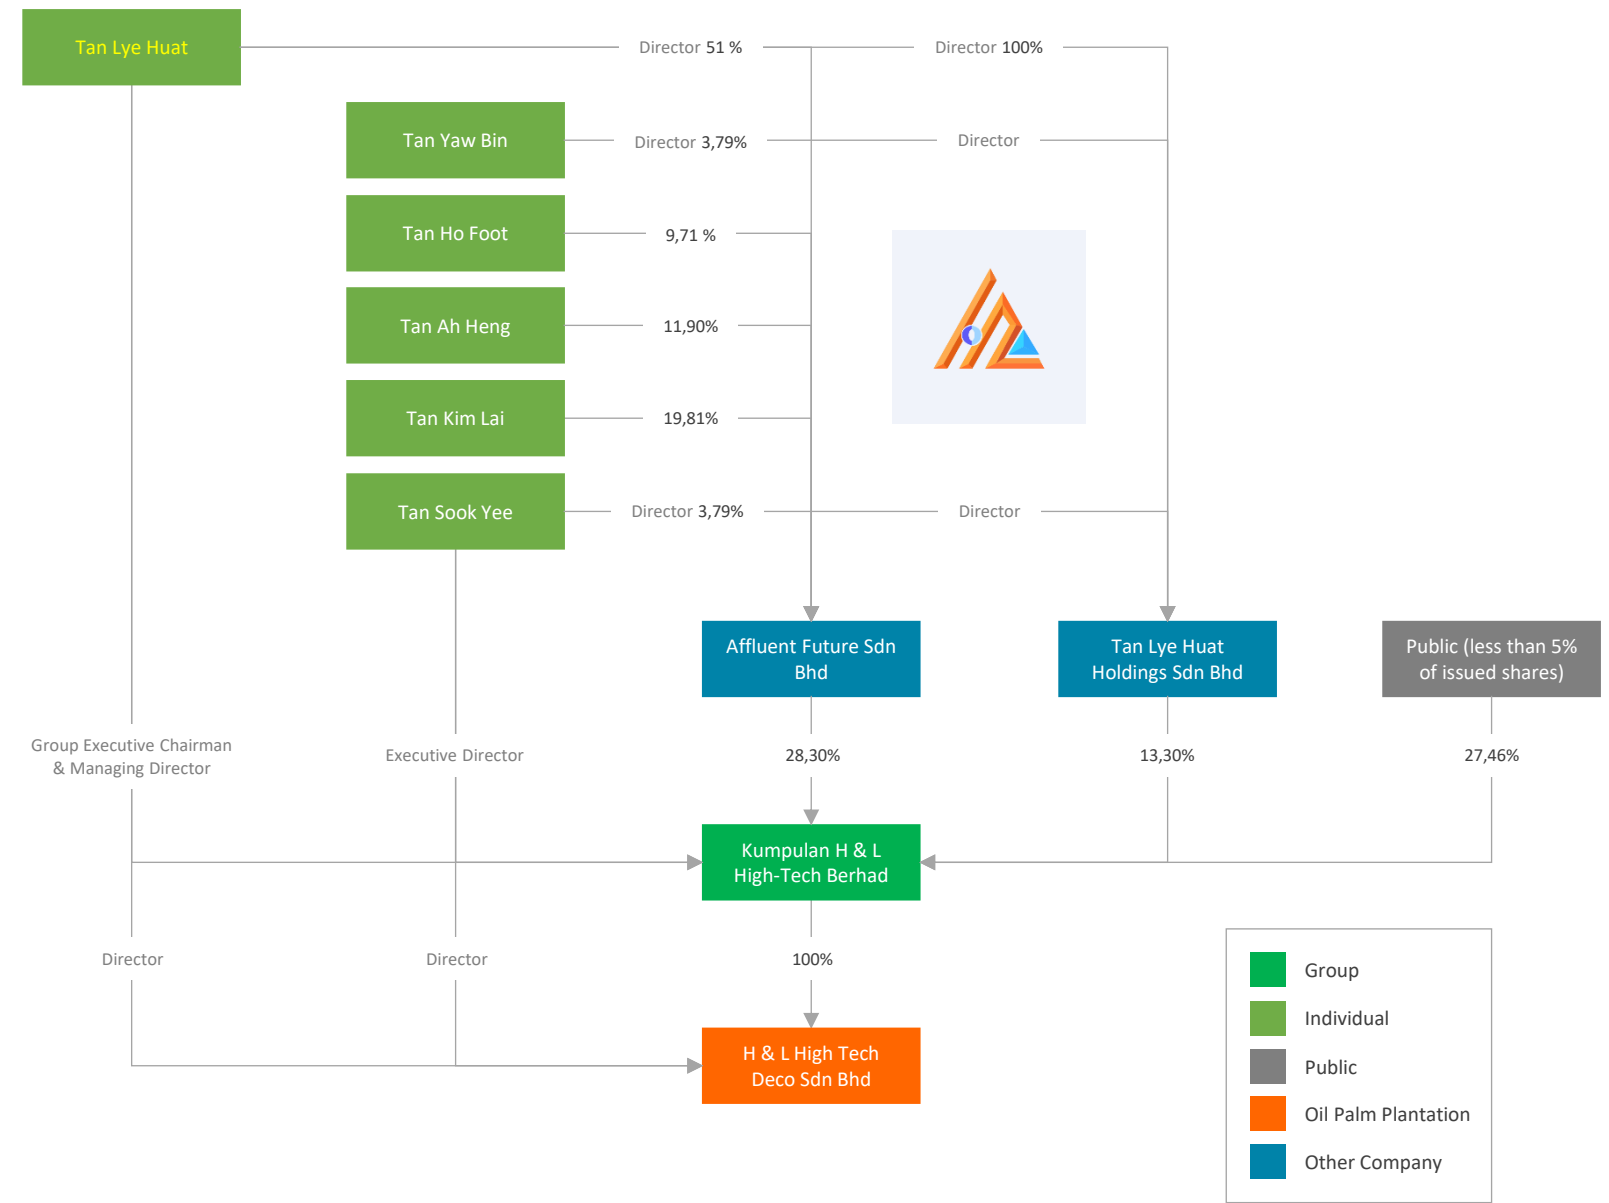 Tan Lye Huat
Director 51 %
Director 100%
Tan Yaw Bin
Director 3,79%
Director
Tan Ho Foot
9,71 %
Tan Ah Heng
11,90%
Tan Kim Lai
19,81%
Tan Sook Yee
Director 3,79%
Director
Affluent Future Sdn
Bhd
Tan Lye Huat
Holdings Sdn Bhd
Public (less than 5%
of issued shares)
Group Executive Chairman
& Managing Director
Executive Director
28,30%
13,30%
27,46%
Kumpulan H & L
High-Tech Berhad
Director
Director
100%
H & L High Tech
Deco Sdn Bhd
Group
Individual
Public
Oil Palm Plantation
Other Company